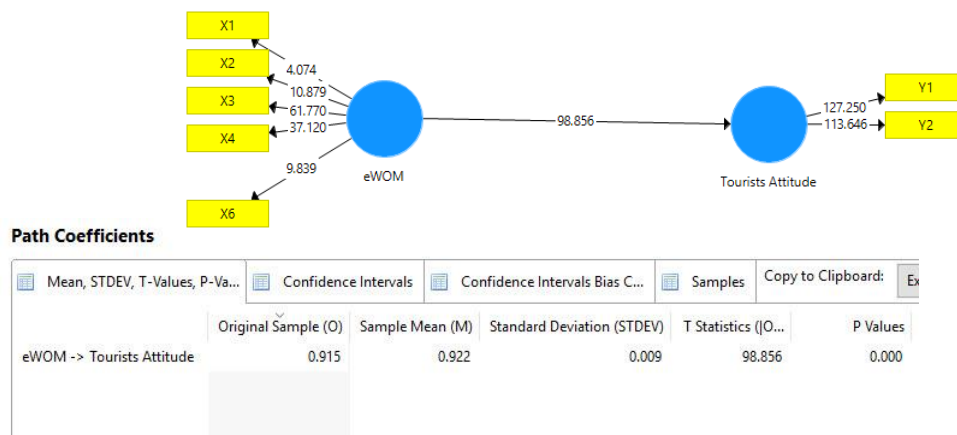 X1
X2
X3
X4
X6
4.074
10.879
61.770
37.120
9.839
eWOM
98.856
Tourists Attitude
127.250
113.646
Y1
Y2
Path Coefficients
Mean, STDEV, T-Values, P-Va... Confidence Intervals Confidence Intervals Bias C... Samples Copy to Clipboard: Ex
Original Sample (O) Sample Mean (M) Standard Deviation (STDEV) T Statistics (|O... P Values
eWOM -> Tourists Attitude 0.915 0.922 0.009 98.856 0.000